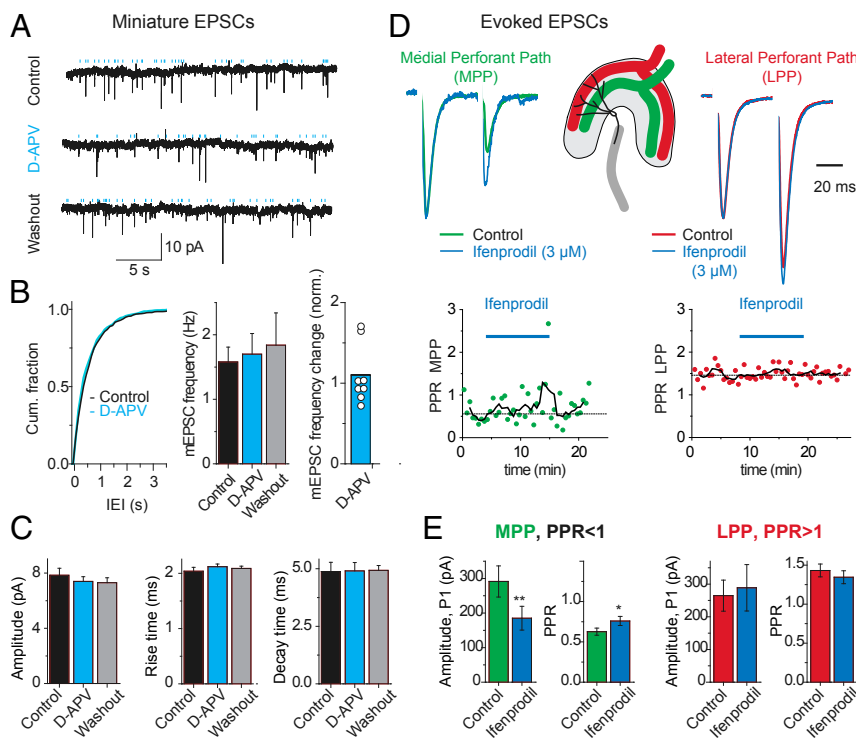 A
Miniature EPSCs
Control
D-APV
Washout
10 pA
5 s
B
Cum. fraction
1.0
0.5
0.0
- Control
- D-APV
0 1 2 3
IEI (s)
mEPSC frequency (Hz)
2
1
0
Control
D-APV
Washout
mEPSC frequency change (norm.)
2
1
0
D-APV
C
Amplitude (pA)
8
4
0
Control
D-APV
Washout
Rise time (ms)
2
1
0
Control
D-APV
Washout
Decay time (ms)
5.0
2.5
0.0
Control
D-APV
Washout
D
Evoked EPSCs
Medial Perforant Path
(MPP)
Lateral Perforant Path
(LPP)
20 ms
Control
Ifenprodil (3 µM)
Control
Ifenprodil
(3 µM)
Ifenprodil
PPR MPP
3
2
1
0
0 10 20
time (min)
Ifenprodil
PPR LPP
3
2
1
0
0 10 20
time (min)
E
MPP, PPR<1
Amplitude, P1 (pA)
300
200
100
0
**
Control
Ifenprodil
PPR
1.0
0.5
0.0
*
Control
Ifenprodil
LPP, PPR>1
Amplitude, P1 (pA)
300
200
100
0
Control
Ifenprodil
PPR
1.5
1.0
0.5
0.0
Control
Ifenprodil